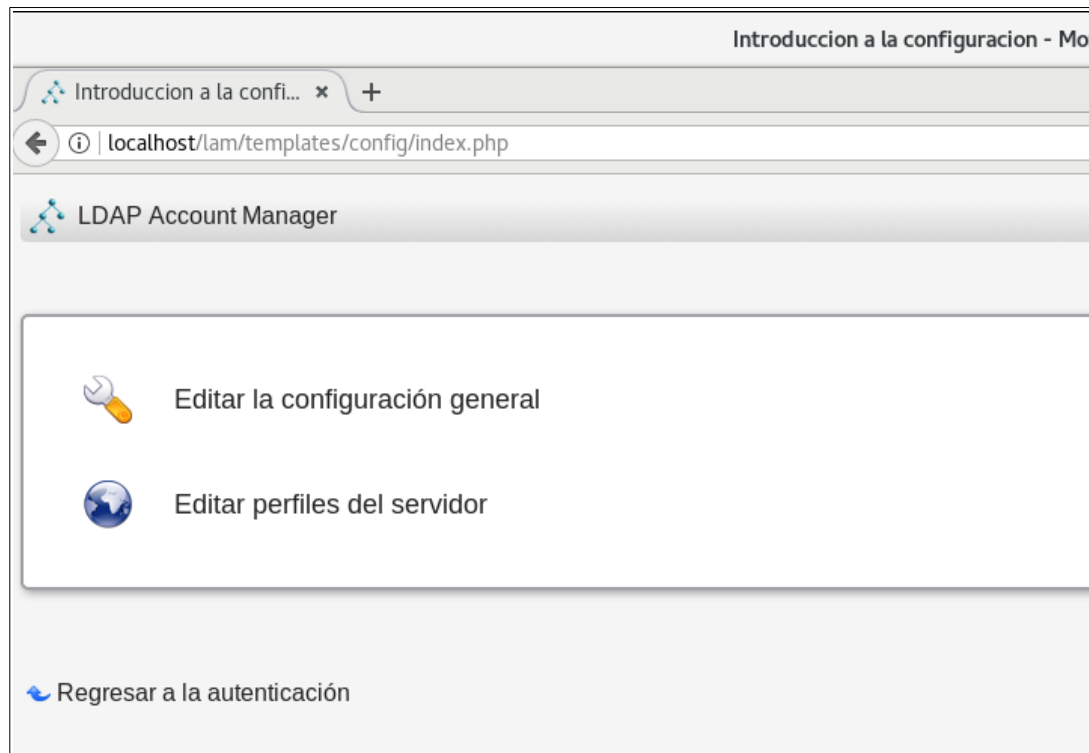 Introduccion a la configuracion - Mo
Introduccion a la confi...
localhost/lam/templates/config/index.php
LDAP Account Manager
Editar la configuración general
Editar perfiles del servidor
Regresar a la autenticación